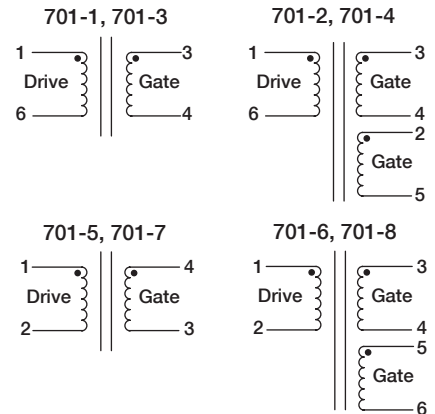 701-1, 701-3
1 3
Drive Gate
6 4
701-2, 701-4
1 3
Drive Gate
6 4
2
Gate
5
701-5, 701-7
1 4
Drive Gate
2 3
701-6, 701-8
1 3
Drive Gate
2 4
5
Gate
6